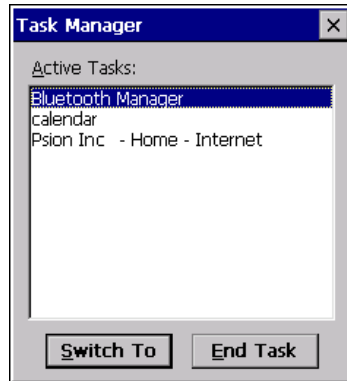 Task Manager
Active Tasks:
Bluetooth Manager
calendar
Psion Inc - Home - Internet
Switch To
End Task